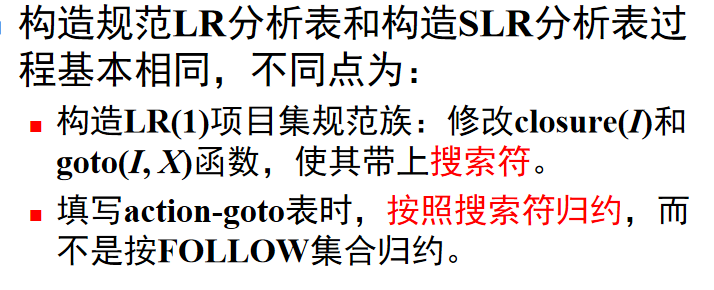 构造规范LR分析表和构造SLR分析表过
程基本相同，不同点为：
构造LR(1)项目集规范族：修改closure(I)和
goto(I, X)函数，使其带上搜索符。
填写action-goto表时，按照搜索符归约，而
不是按FOLLOW集合归约。